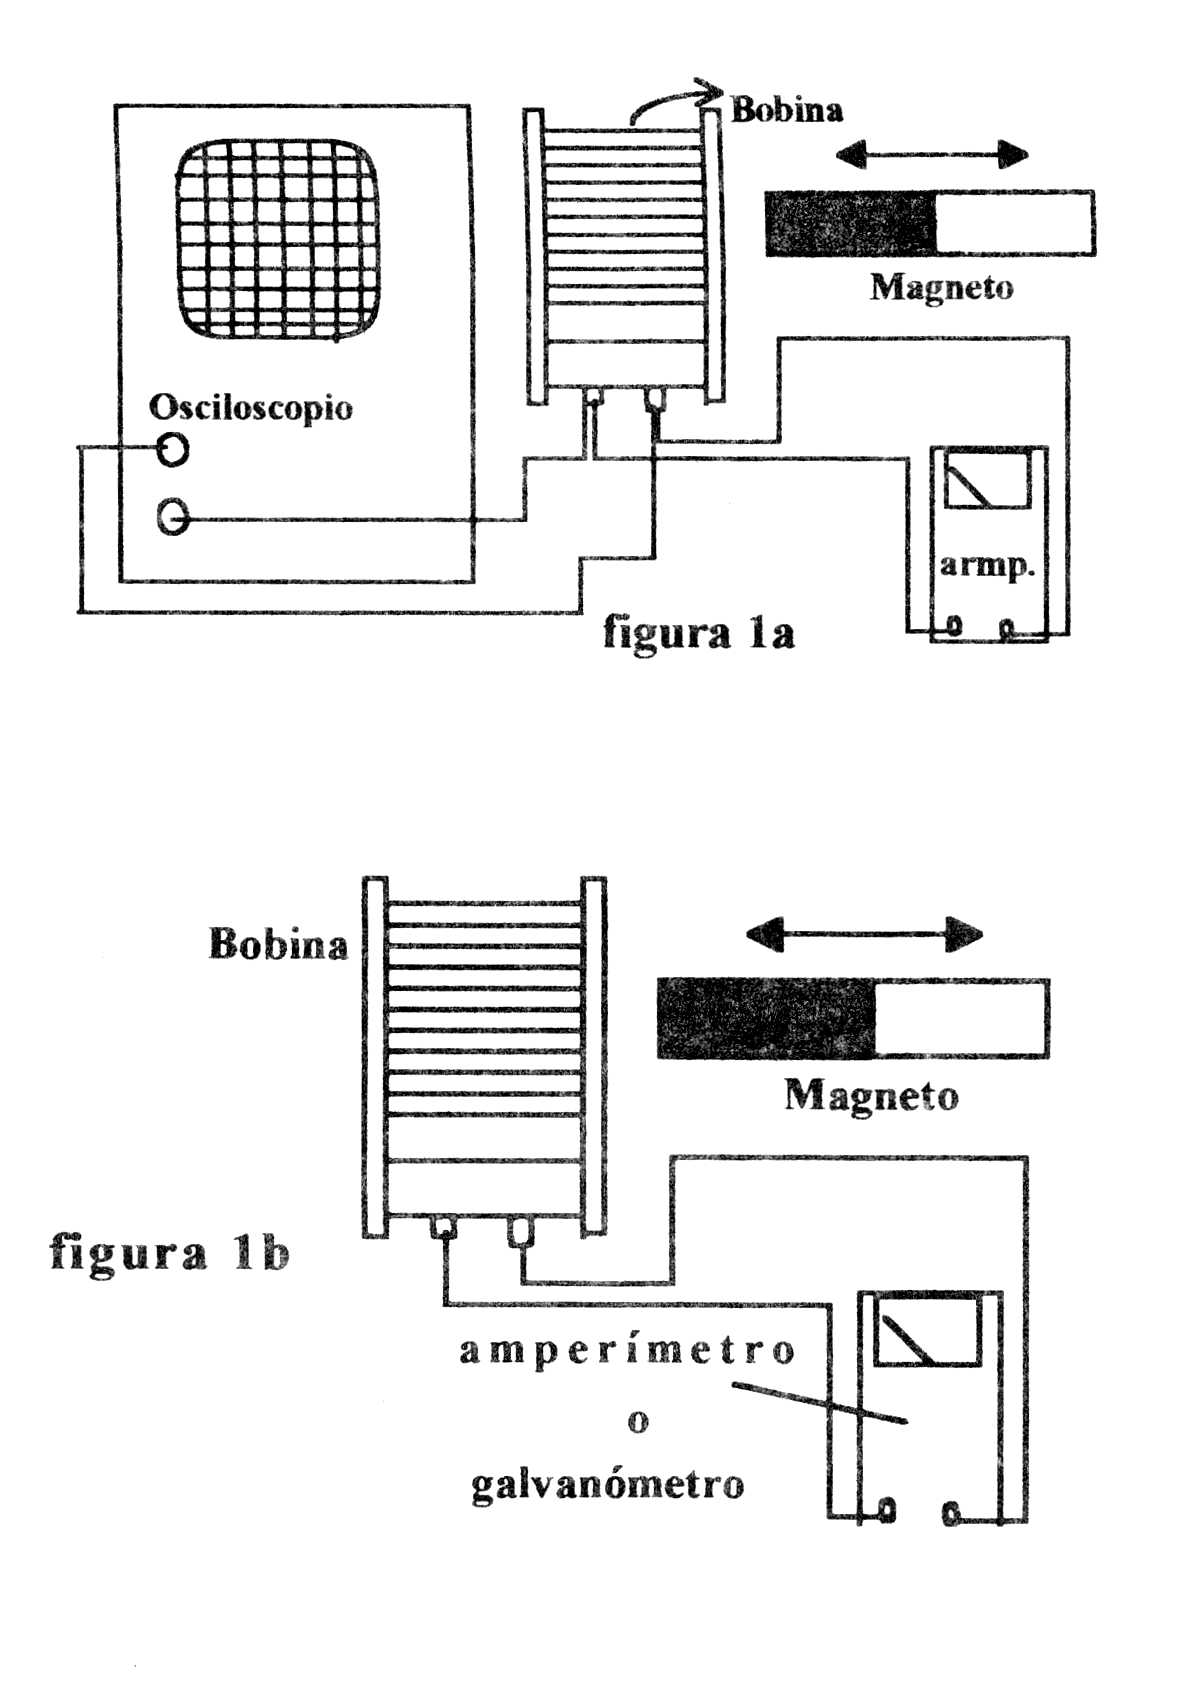 Bobina
Magneto
Osciloscopio
armp.
figura 1a
Bobina
Magneto
figura 1b
amperímetro
o
galvanómetro